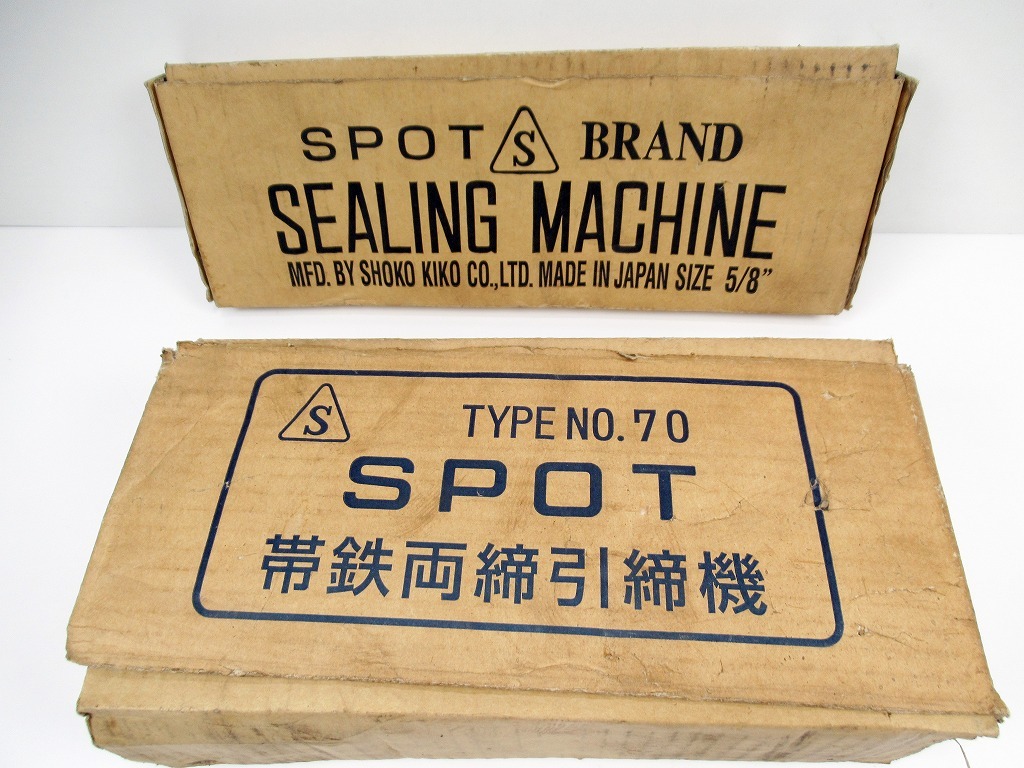 SPOT S BRAND
SEALING MACHINE
MFD. BY SHOKO KIKO CO.,LTD. MADE IN JAPAN SIZE 5/8”
S TYPE NO. 70
SPOT
帯鉄両締引締機